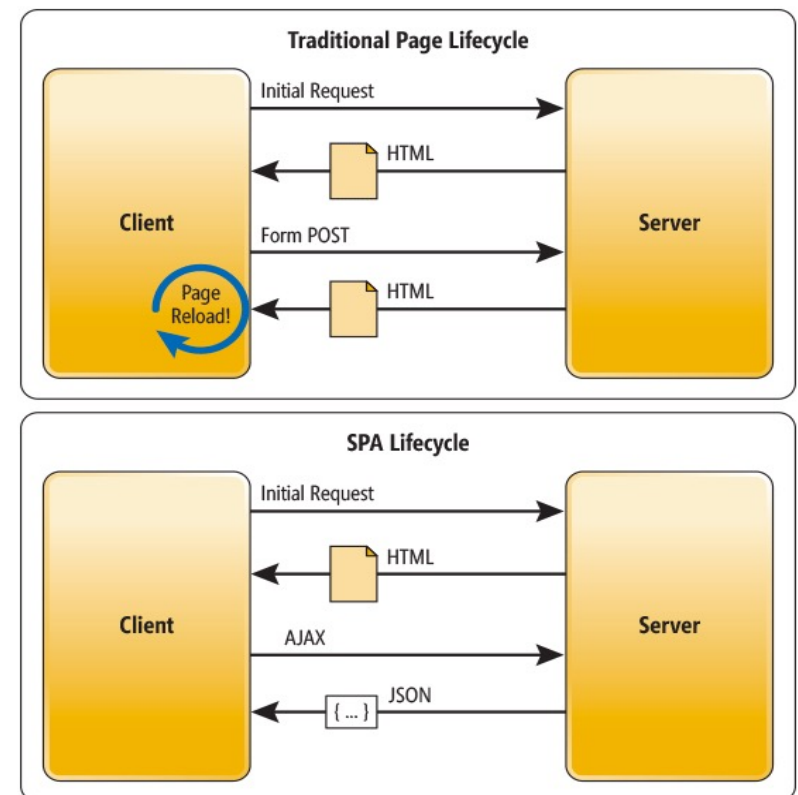 Traditional Page Lifecycle
Initial Request
HTML
Client
Server
Form POST
HTML
Page
Reload!
SPA Lifecycle
Initial Request
HTML
Client
Server
AJAX
JSON
{ ... }